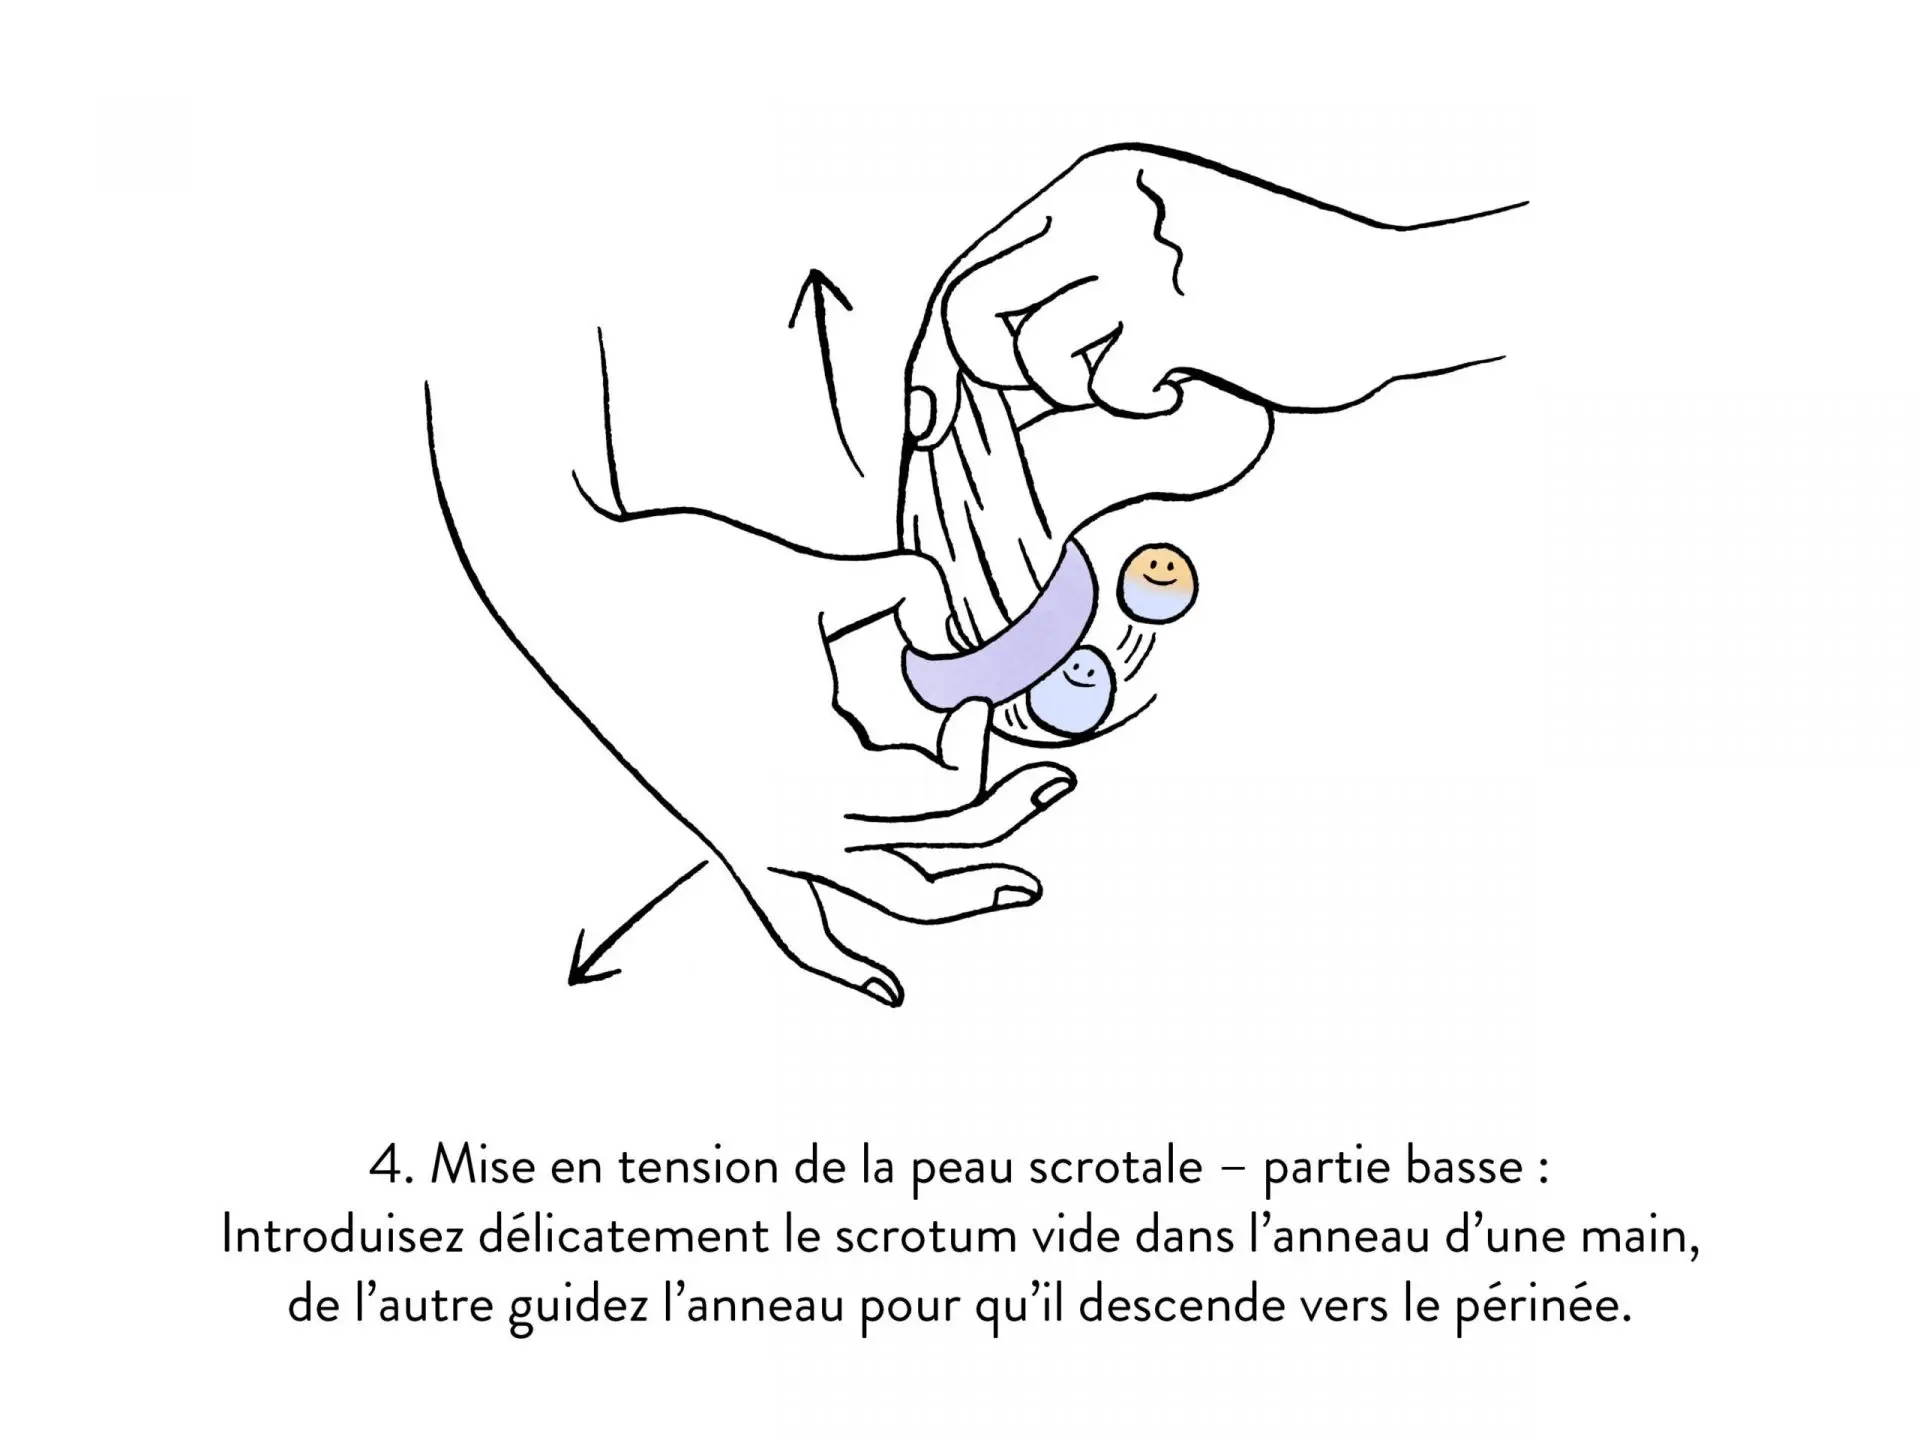 4. Mise en tension de la peau scrotale – partie basse :
Introduisez délicatement le scrotum vide dans l’anneau d’une main,
de l’autre guidez l’anneau pour qu’il descende vers le périnée.